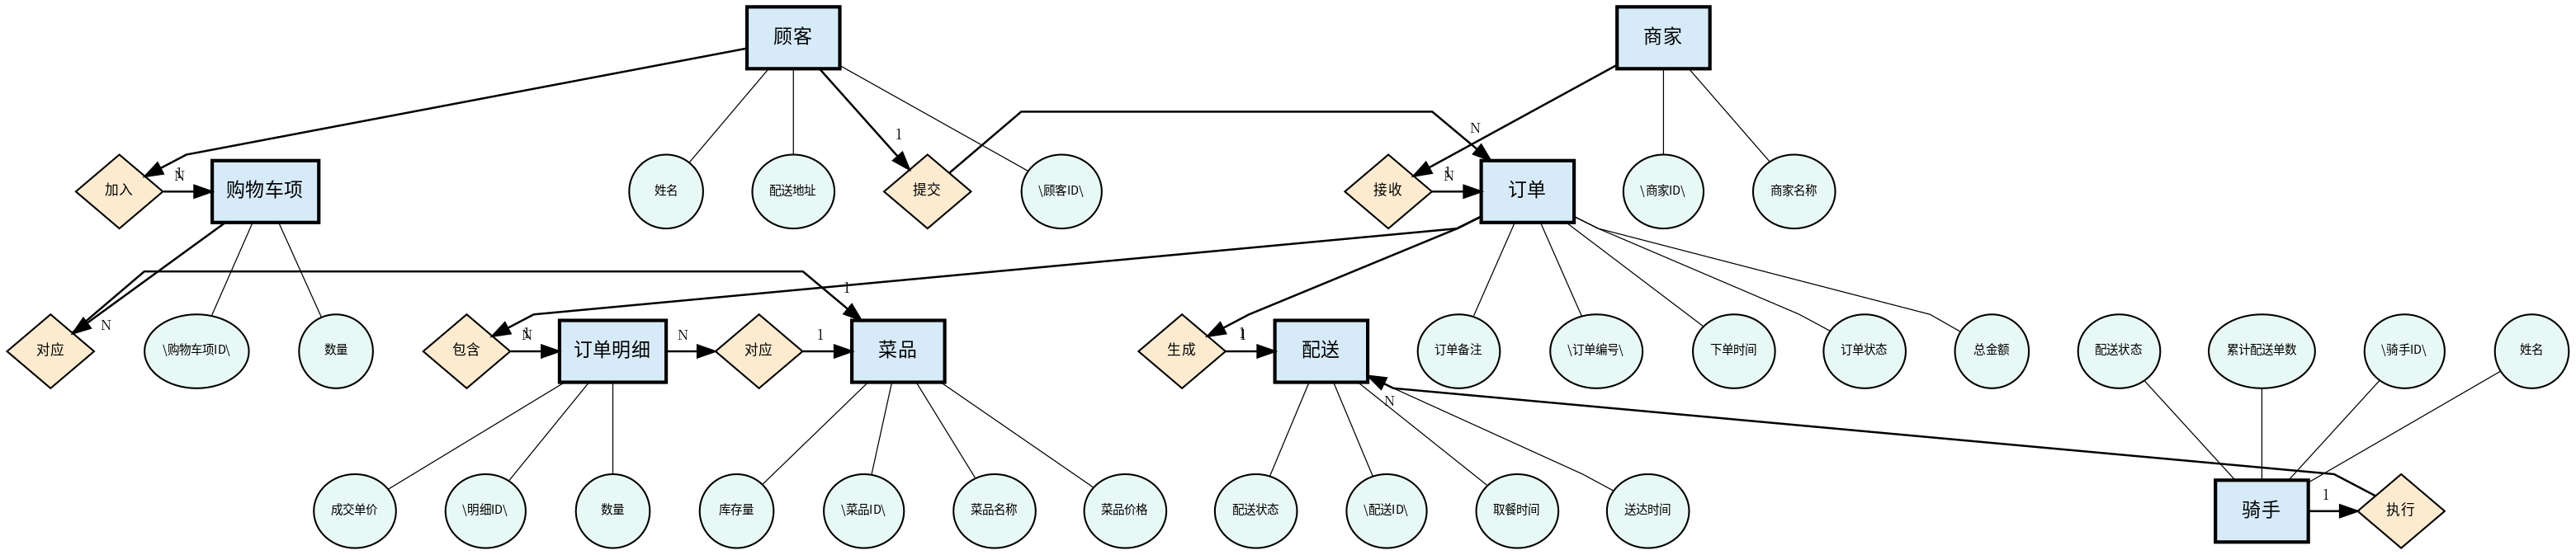 顾客
商家
1
N
加入
1
N
购物车项
姓名
配送地址
提交
\顾客ID\
接收
1
N
订单
\商家ID\
商家名称
1
N
对应
\购物车项ID\
数量
包含
1
N
订单明细
N
对应
1
菜品
生成
1
1
配送
订单备注
\订单编号\
下单时间
订单状态
总金额
配送状态
累计配送单数
\骑手ID\
姓名
N
成交单价
\明细ID\
数量
库存量
\菜品ID\
菜品名称
菜品价格
配送状态
\配送ID\
取餐时间
送达时间
骑手
1
执行